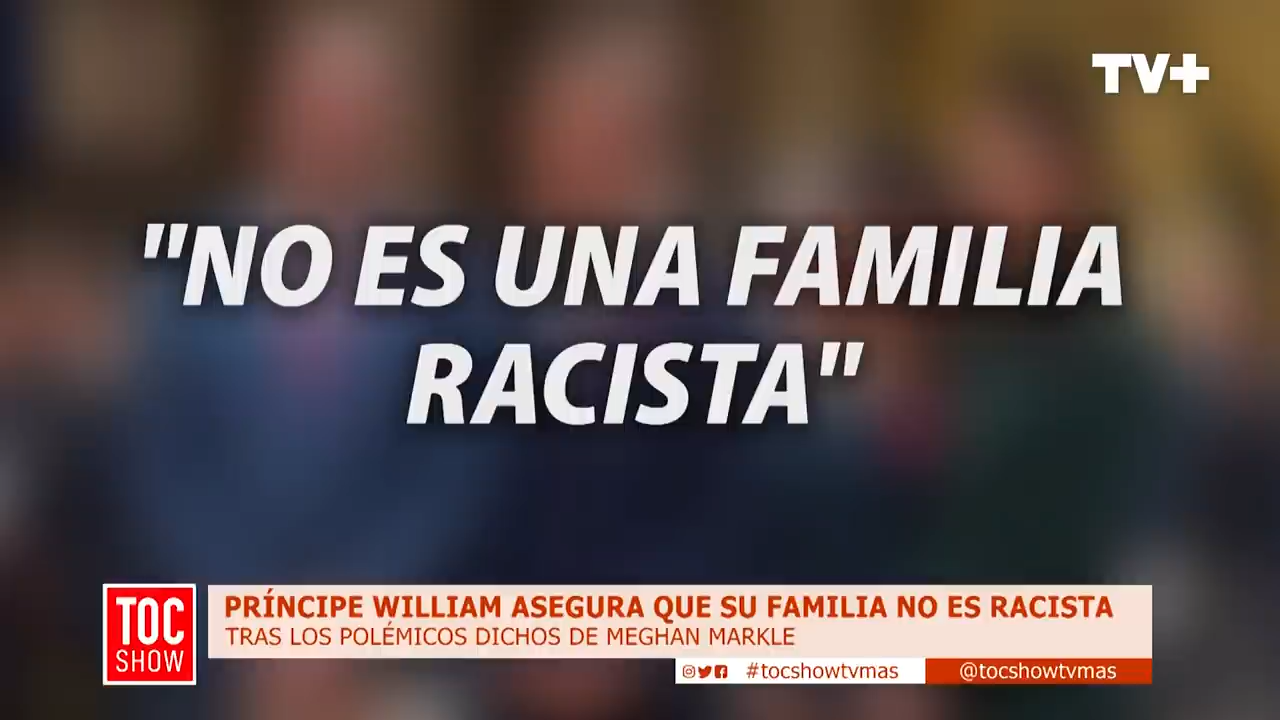 TV+
"NO ES UNA FAMILIA
RACISTA"
TOC
SHOW
PRÍNCIPE WILLIAM ASEGURA QUE SU FAMILIA NO ES RACISTA
TRAS LOS POLÉMICOS DICHOS DE MEGHAN MARKLE
#tocshowtvmas
@tocshowtvmas